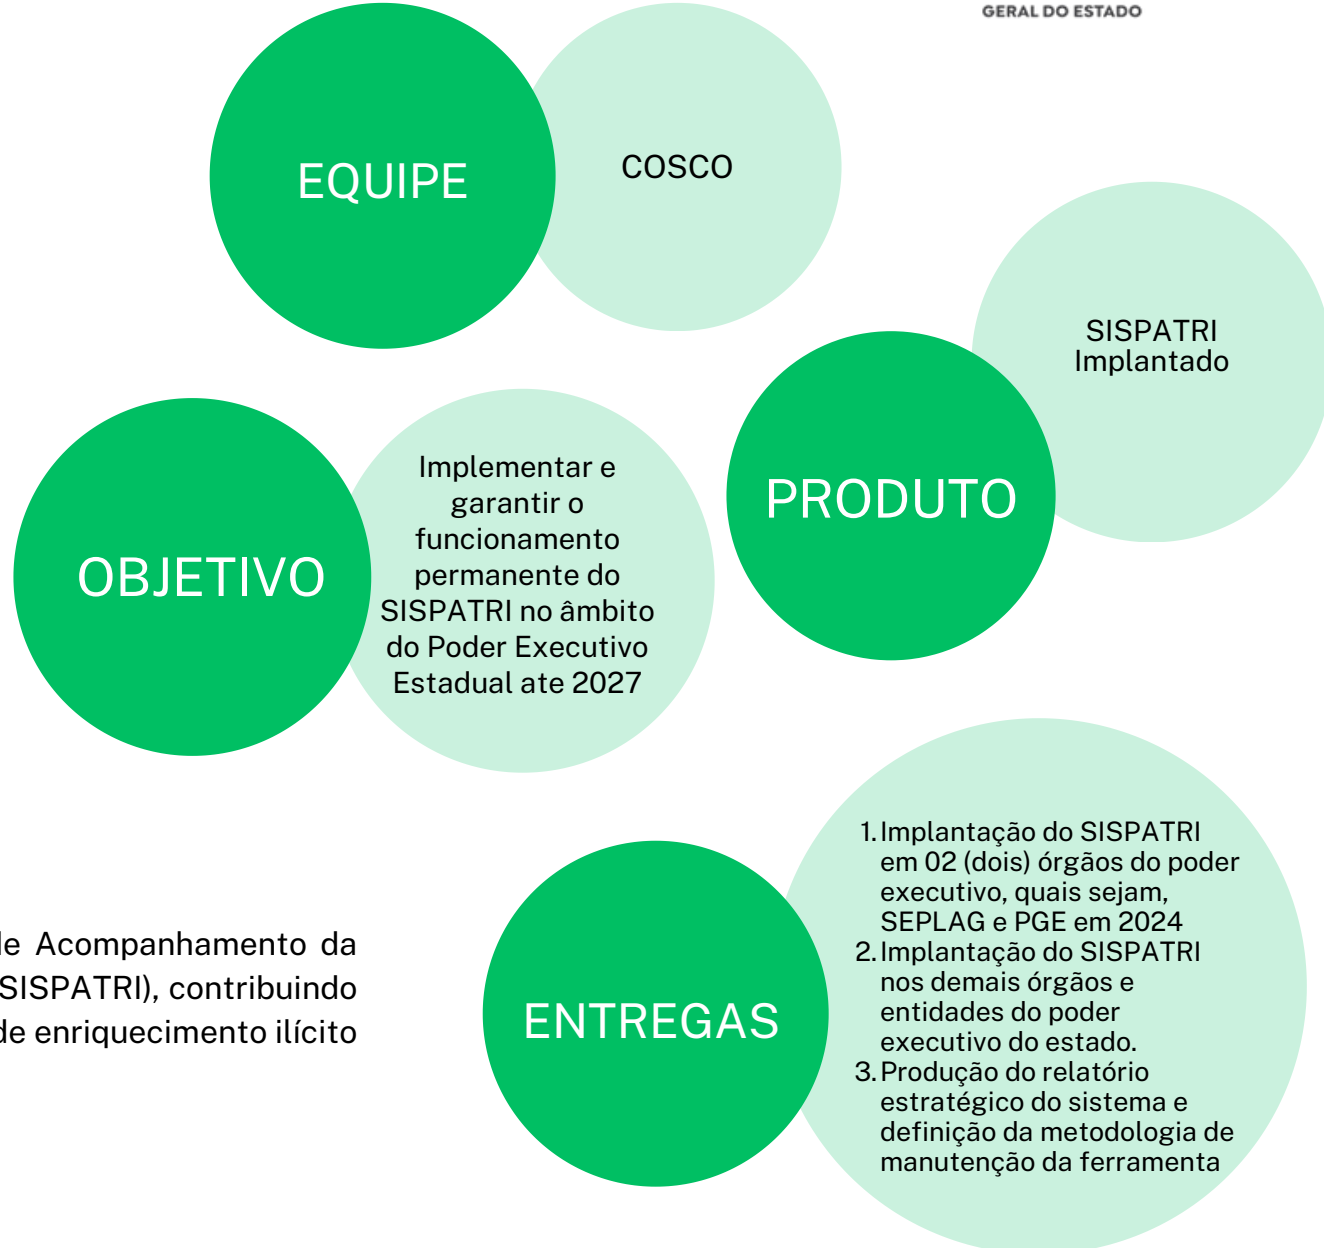 GERAL DO ESTADO
EQUIPE
COSCO
SISPATRI
Implantado
PRODUTO
OBJETIVO
Implementar e
garantir o
funcionamento
permanente do
SISPATRI no âmbito
do Poder Executivo
Estadual ate 2027
ENTREGAS
1. Implantação do SISPATRI
em 02 (dois) órgãos do poder
executivo, quais sejam,
SEPLAG e PGE em 2024
2. Implantação do SISPATRI
nos demais órgãos e
entidades do poder
executivo do estado.
3. Produção do relatório
estratégico do sistema e
definição da metodologia de
manutenção da ferramenta
de Acompanhamento da
SISPATRI), contribuindo
de enriquecimento ilícito